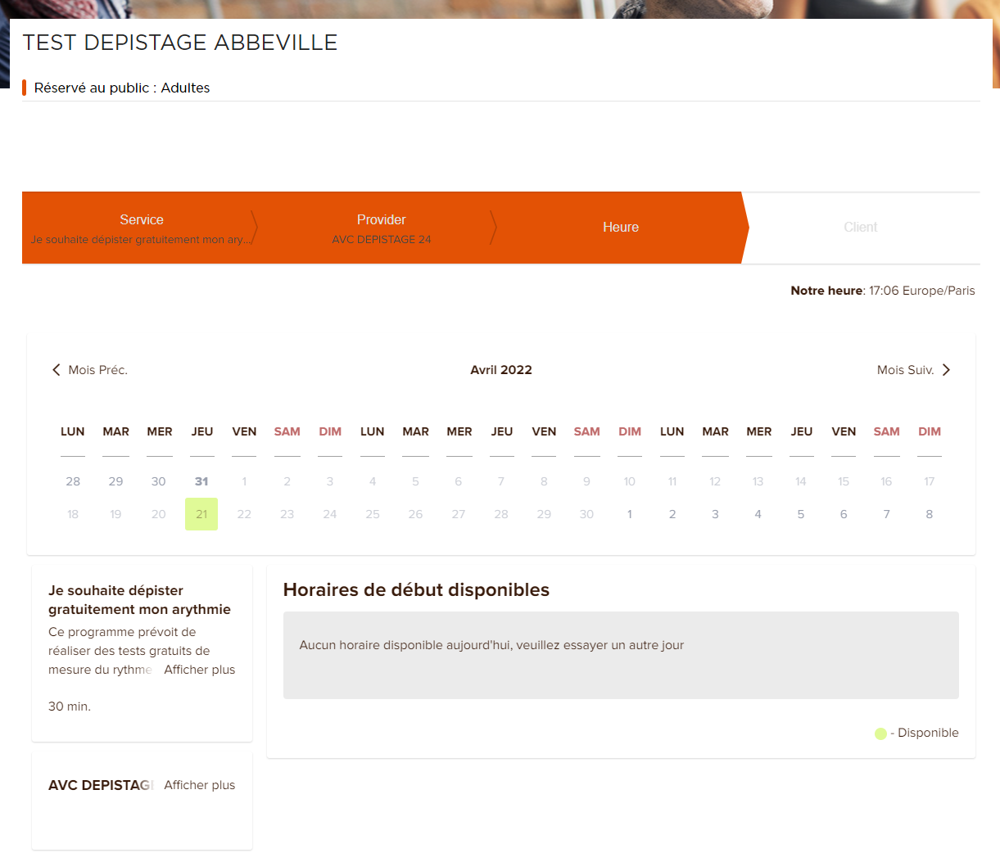 TEST DEPISTAGE ABBEVILLE
Réservé au public : Adultes
Service
Je souhaite dépister gratuitement mon ary...
Provider
AVC DEPISTAGE 24
Heure
Client
Notre heure: 17:06 Europe/Paris
Mois Préc.
Avril 2022
Mois Suiv.
LUN MAR MER JEU VEN SAM DIM LUN MAR MER JEU VEN SAM DIM LUN MAR MER JEU VEN SAM DIM
28 29 30 31 1 2 3 4 5 6 7 8 9 10 11 12 13 14 15 16 17
18 19 20 21 22 23 24 25 26 27 28 29 30 1 2 3 4 5 6 7 8
Je souhaite dépister
gratuitement mon arythmie
Ce programme prévoit de
réaliser des tests gratuits de
mesure du rythme Afficher plus
30 min.
AVC DEPISTAGE Afficher plus
Horaires de début disponibles
Aucun horaire disponible aujourd'hui, veuillez essayer un autre jour
- Disponible